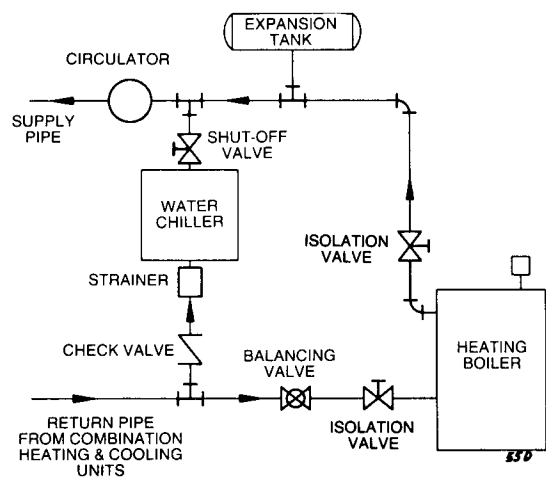 EXPANSION
TANK
CIRCULATOR
SUPPLY
PIPE
SHUT-OFF
VALVE
WATER
CHILLER
ISOLATION
VALVE
STRAINER
HEATING
BOILER
CHECK VALVE
BALANCING
VALVE
RETURN PIPE
FROM COMBINATION
HEATING & COOLING
UNITS
ISOLATION
VALVE
55D